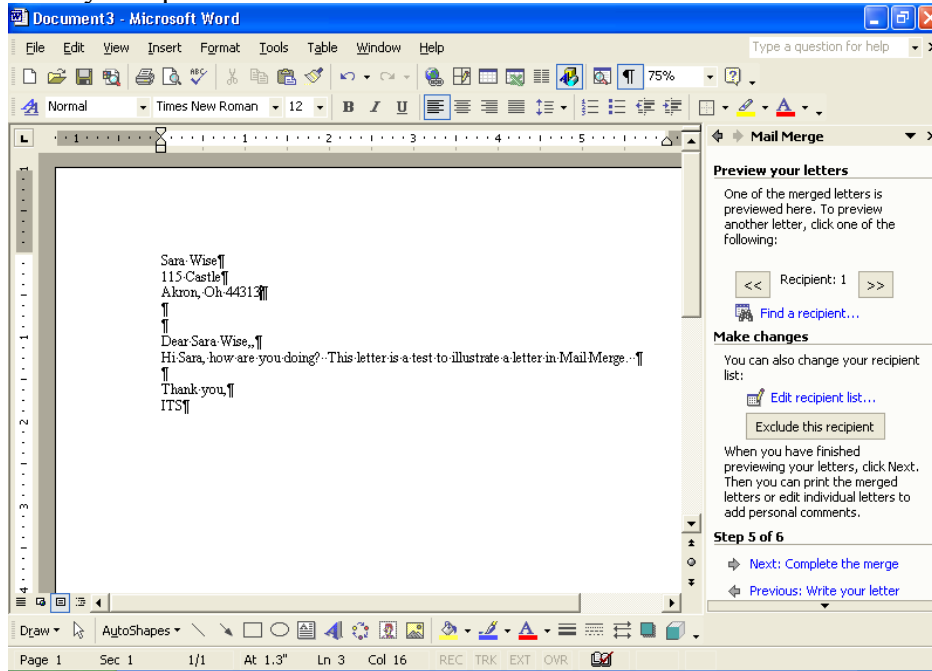 Document3 - Microsoft Word
File Edit View Insert Format Tools Table Window Help Type a question for help
75%
Normal Times New Roman 12 B I U A
L 1 1 2 3 4 5 Mail Merge
Preview your letters
One of the merged letters is
previewed here. To preview
another letter, click one of the
following:
<< Recipient: 1 >>
Find a recipient...
Make changes
You can also change your recipient
list:
Edit recipient list...
Exclude this recipient
When you have finished
previewing your letters, click Next.
Then you can print the merged
letters or edit individual letters to
add personal comments.
Step 5 of 6
Next: Complete the merge
Previous: Write your letter
Sara·Wise¶
115·Castle¶
Akron,·Oh·44313¶
¶
¶
Dear·Sara·Wise,,¶
Hi·Sara,·how·are·you·doing?··This·letter·is·a·test·to·illustrate·a·letter·in·Mail·Merge.··¶
¶
Thank·you,¶
ITS¶
Draw AutoShapes A
Page 1 Sec 1 1/1 At 1.3" Ln 3 Col 16 REC TRK EXT OVR